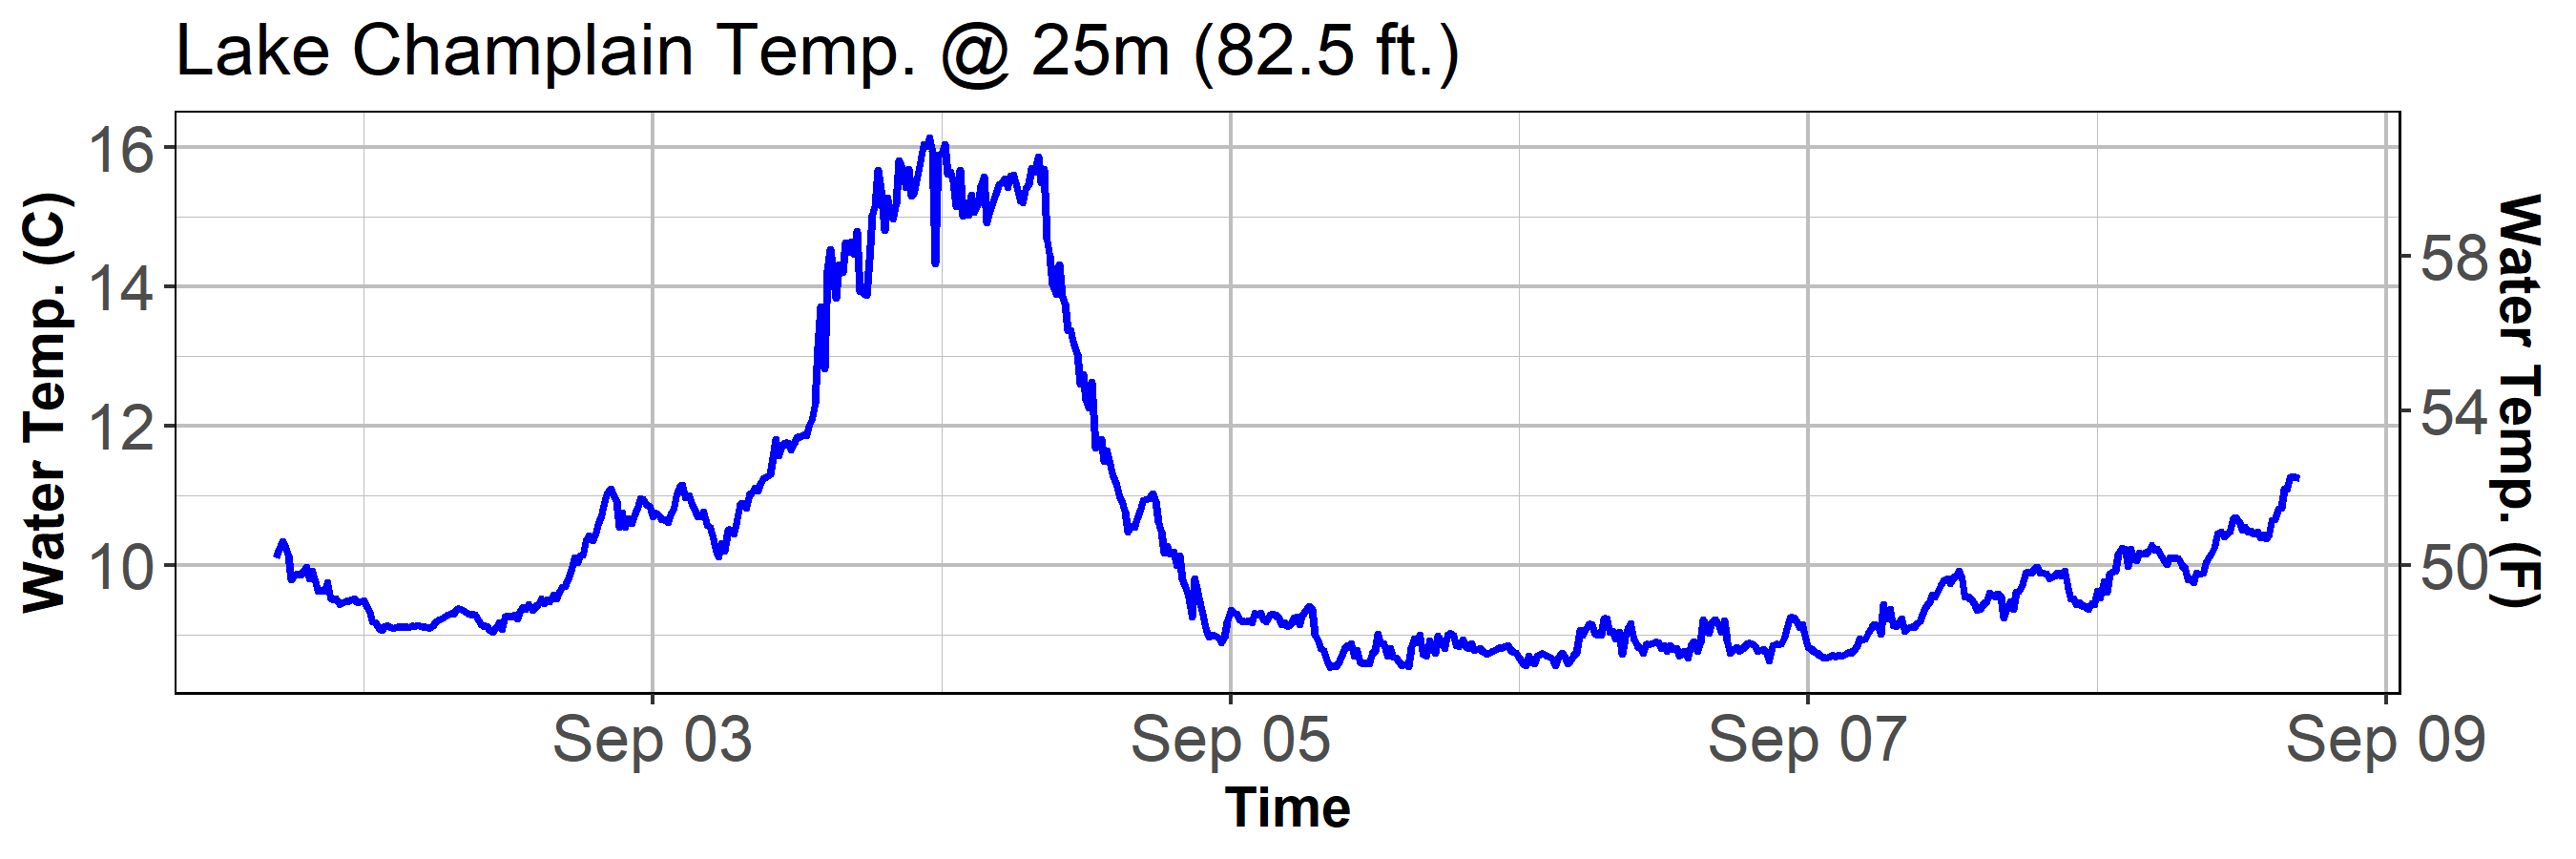 Lake Champlain Temp. @ 25m (82.5 ft.)
Water Temp. (C)
16
14
12
10
58
54
50
Water Temp. (F)
Sep 03
Sep 05
Sep 07
Sep 09
Time